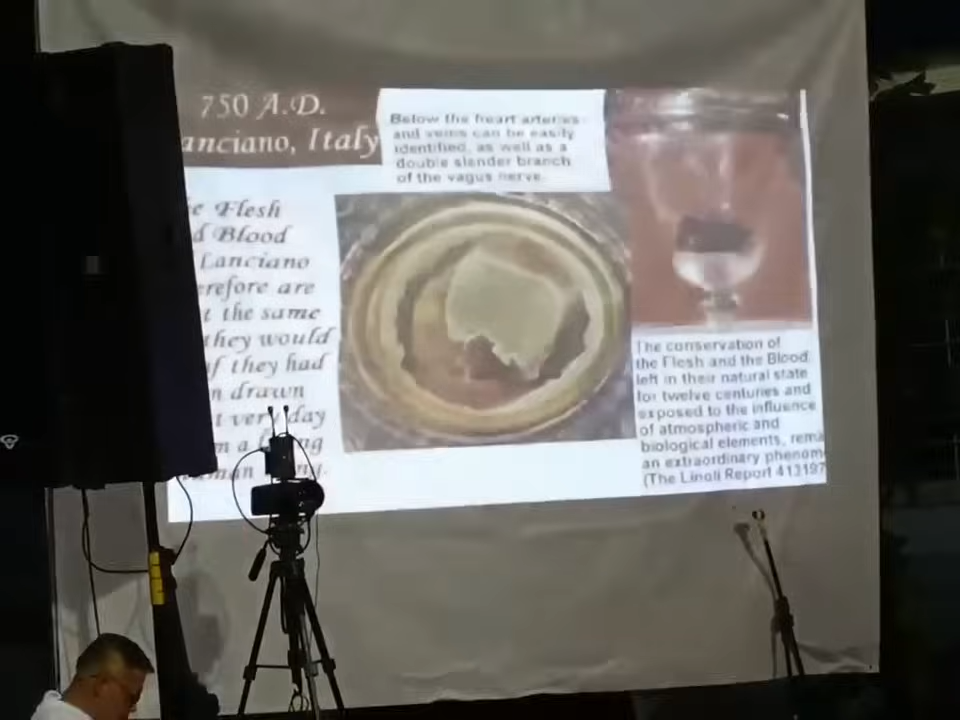 750 A.D.
anciano, Italy
Below the heart arteries
and veins can be easily
identified, as well as a
double slender branch
of the vagus nerve.
e Flesh
d Blood
Lanciano
erefore are
t the same
they would
f they had
n drawn
t very day
m a
The conservation of
the Flesh and the Blood,
left in their natural state
for twelve centuries and
exposed to the influence
of atmospheric and
biological elements, rema
an extraordinary phenom
(The Linoli Report 4/3/97